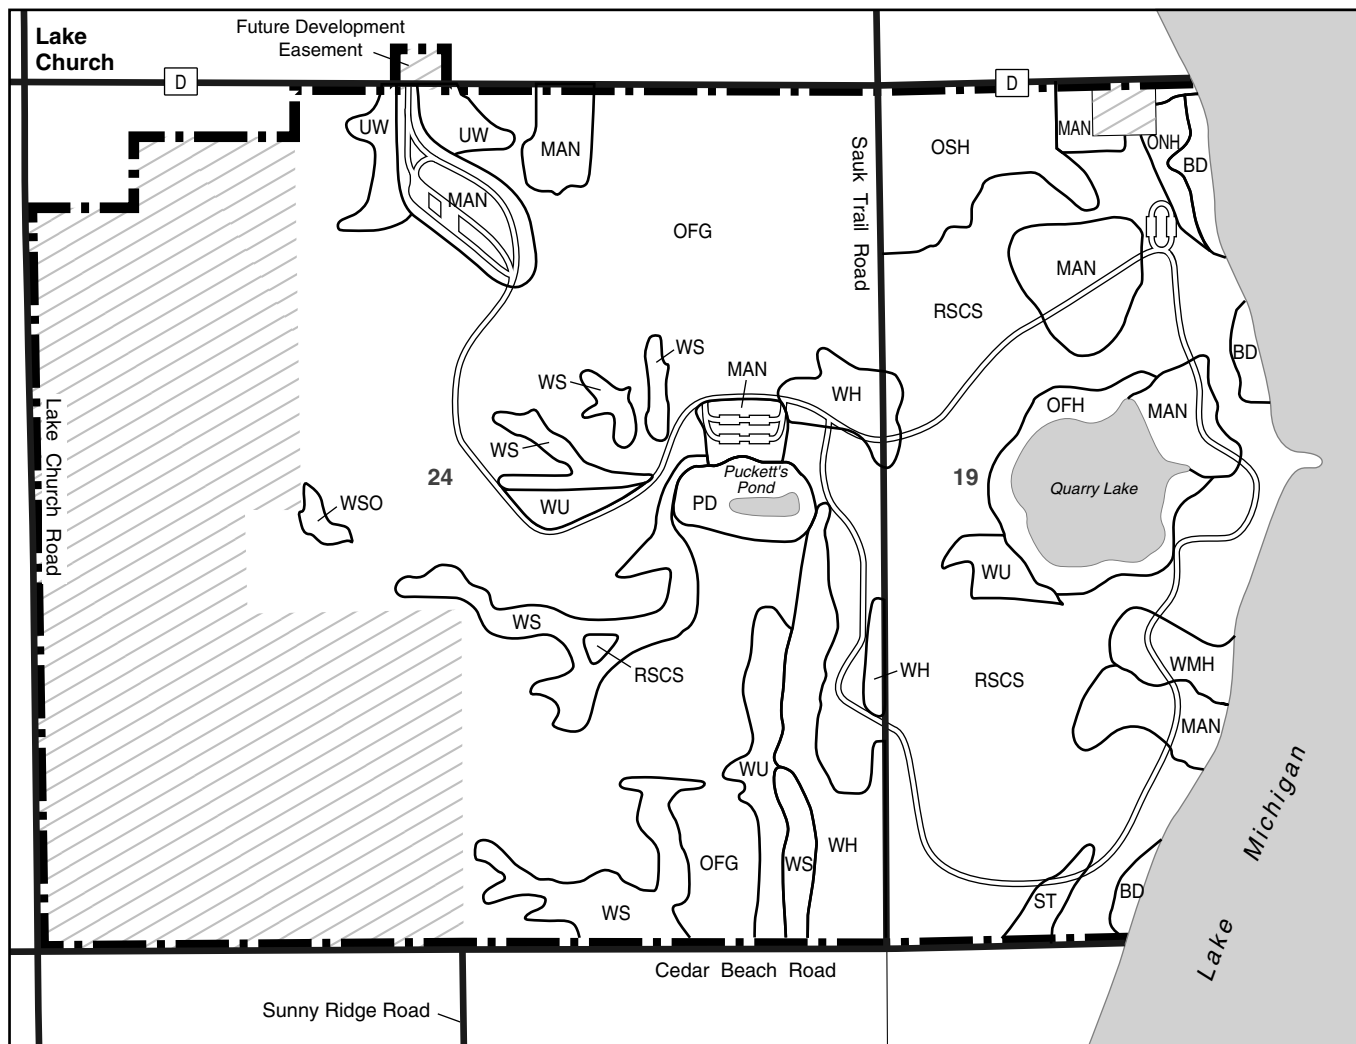 Lake
Church
Future Development
Easement
D
D
UW
UW
MAN
MAN
OSH
MAN
ONH
BD
MAN
OFG
Sauk Trail Road
RSCS
MAN
BD
WS
WS
MAN
WH
OFH
MAN
WS
24
19
Puckett's
Pond
Quarry Lake
PD
WU
WSO
Lake Church Road
WU
WS
RSCS
WH
RSCS
WMH
MAN
WU
WH
OFG
WS
WS
ST
BD
Lake Michigan
Cedar Beach Road
Sunny Ridge Road